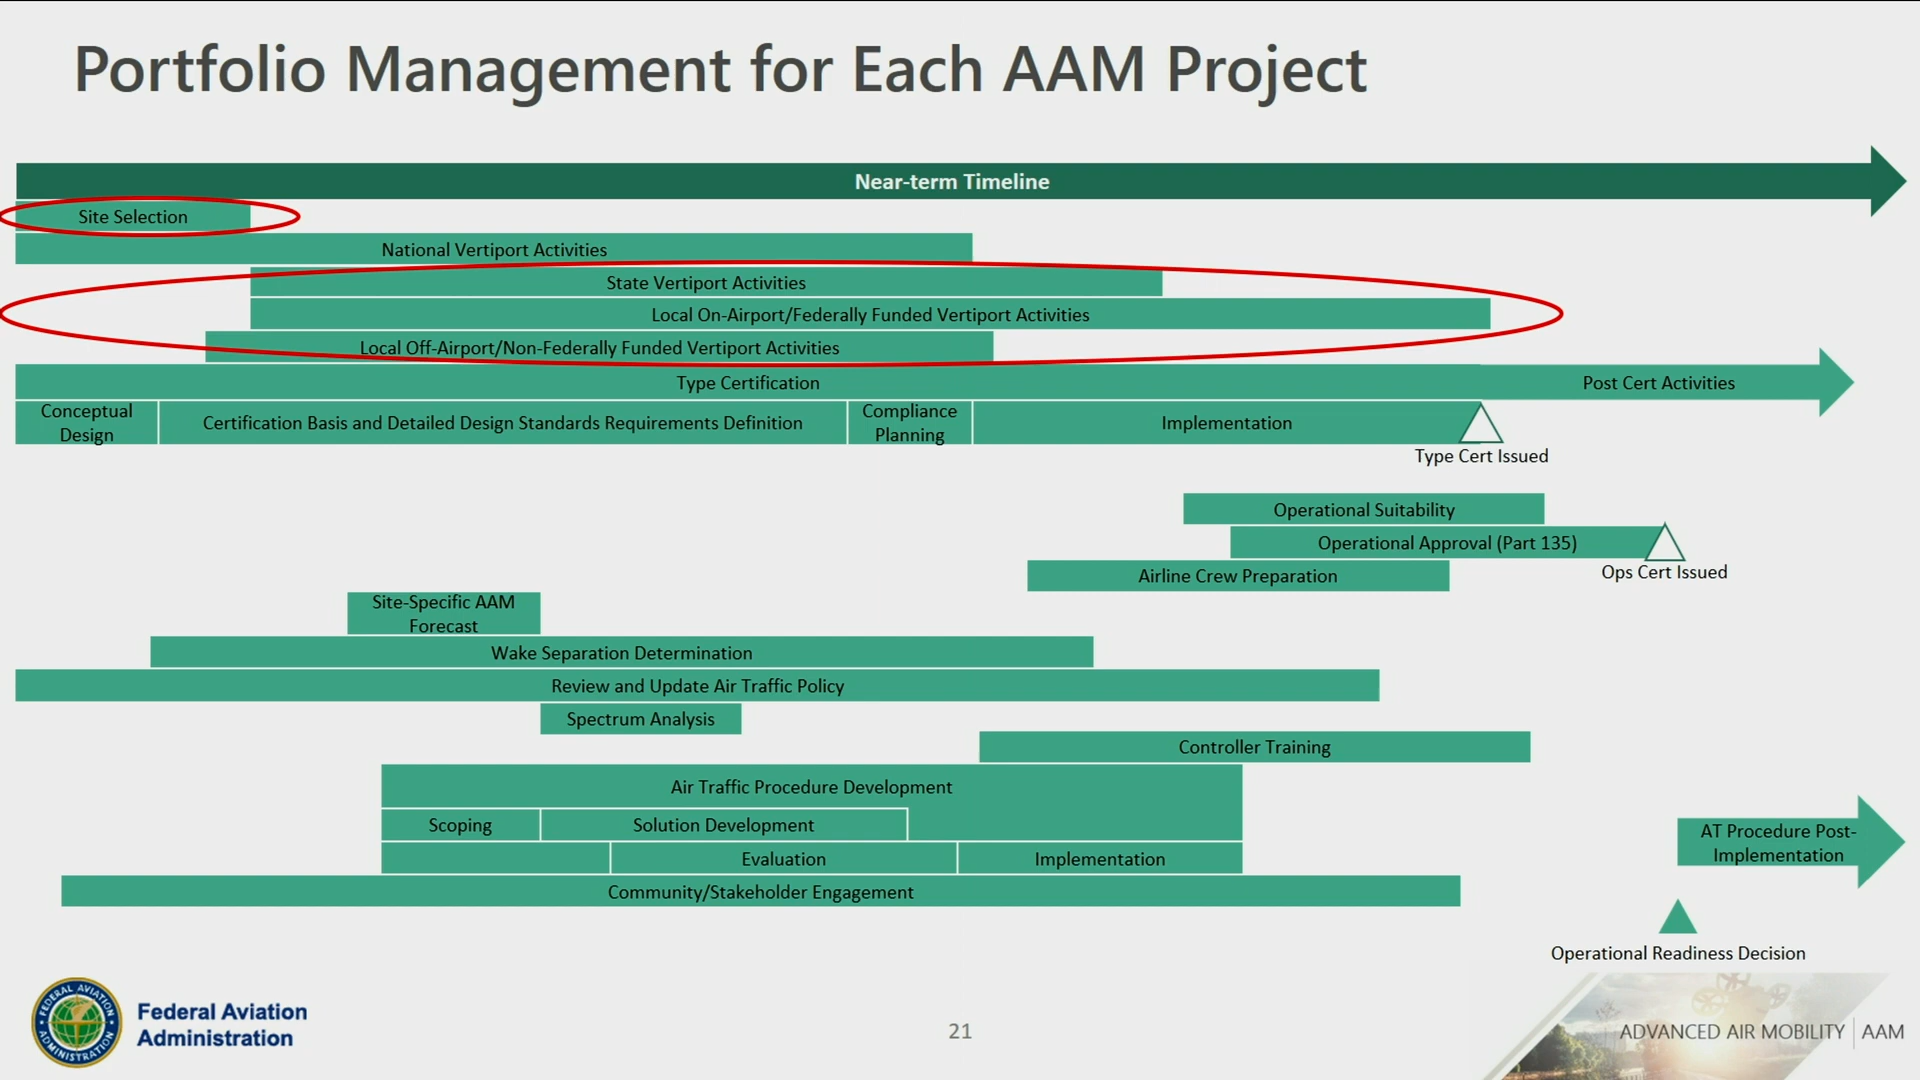 Portfolio Management for Each AAM Project
Near-term Timeline
Site Selection
National Vertiport Activities
State Vertiport Activities
Local On-Airport/Federally Funded Vertiport Activities
Local Off-Airport/Non-Federally Funded Vertiport Activities
Type Certification
Post Cert Activities
Conceptual
Design
Certification Basis and Detailed Design Standards Requirements Definition
Compliance
Planning
Implementation
Type Cert Issued
Operational Suitability
Operational Approval (Part 135)
Ops Cert Issued
Airline Crew Preparation
Site-Specific AAM
Forecast
Wake Separation Determination
Review and Update Air Traffic Policy
Spectrum Analysis
Controller Training
Air Traffic Procedure Development
Scoping
Solution Development
Evaluation
Implementation
AT Procedure Post-
Implementation
Community/Stakeholder Engagement
Operational Readiness Decision
FEDERAL AVIATION
ADMINISTRATION
Federal Aviation
Administration
21
ADVANCED AIR MOBILITY | AAM